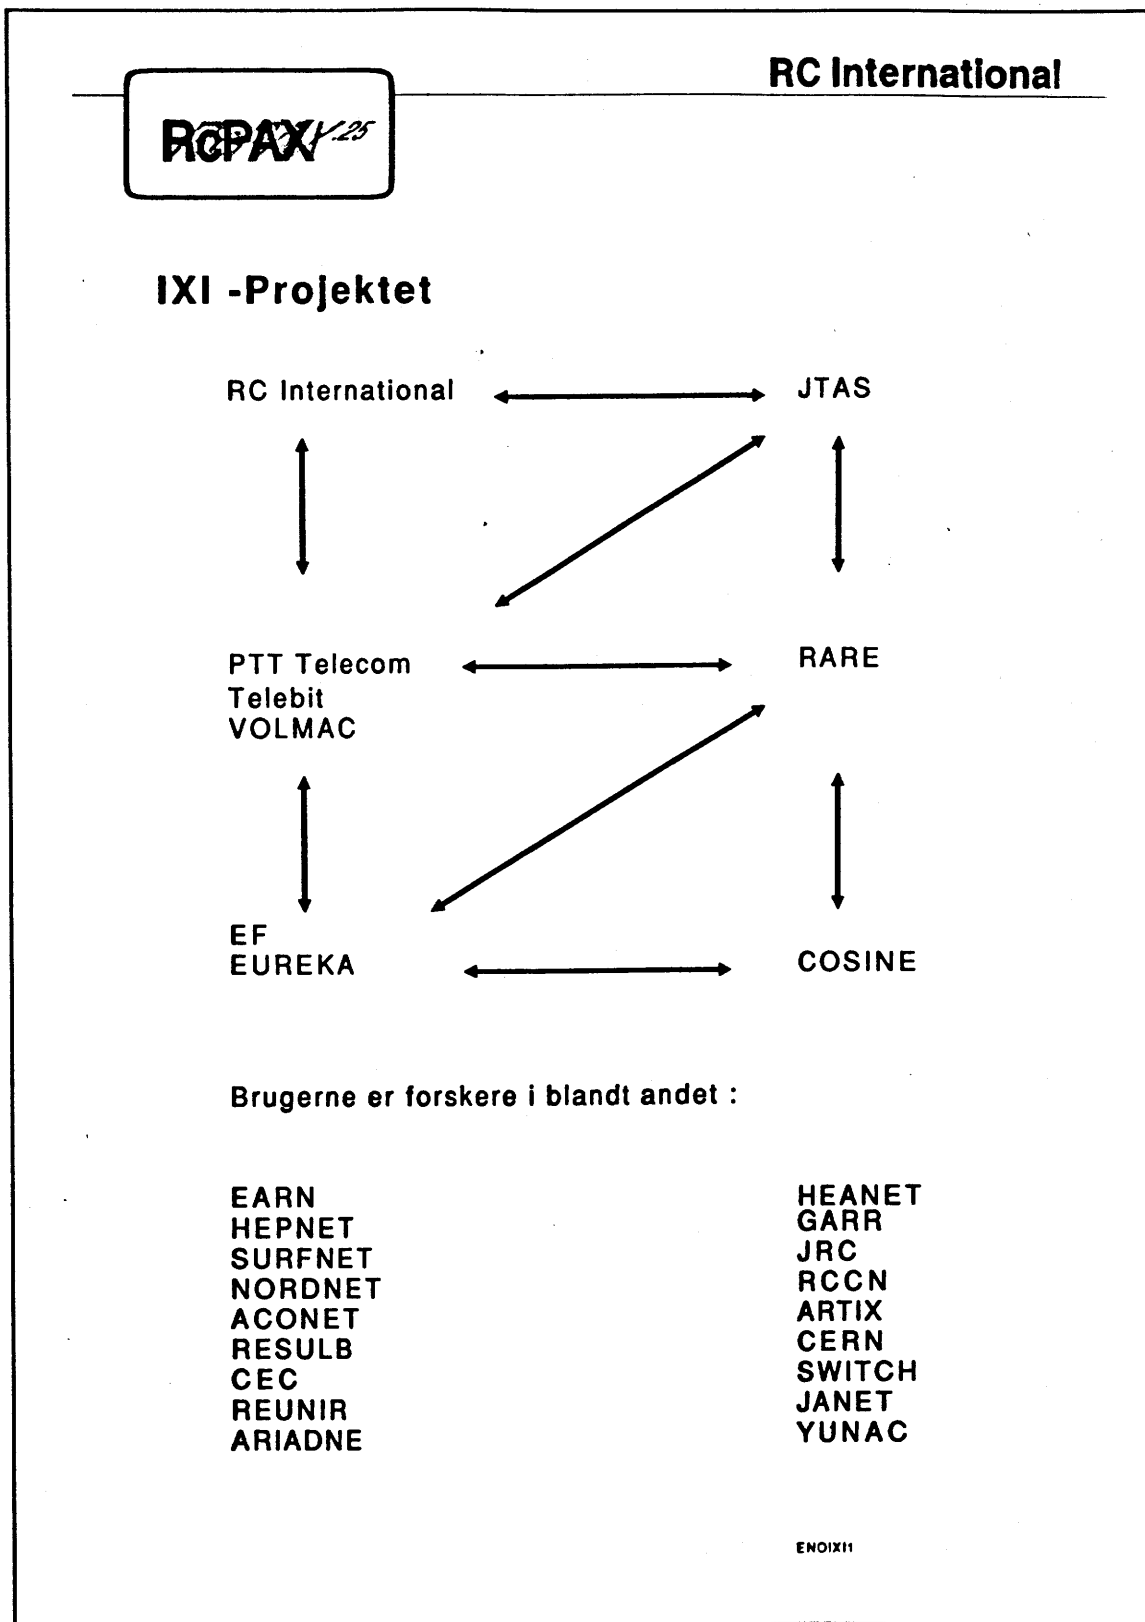 RC International
RcPAX X.25
IXI -Projektet
RC International
JTAS
PTT Telecom
Telebit
VOLMAC
RARE
EF
EUREKA
COSINE
Brugerne er forskere i blandt andet :
EARN
HEPNET
SURFNET
NORDNET
ACONET
RESULB
CEC
REUNIR
ARIADNE
HEANET
GARR
JRC
RCCN
ARTIX
CERN
SWITCH
JANET
YUNAC
ENOIXI1